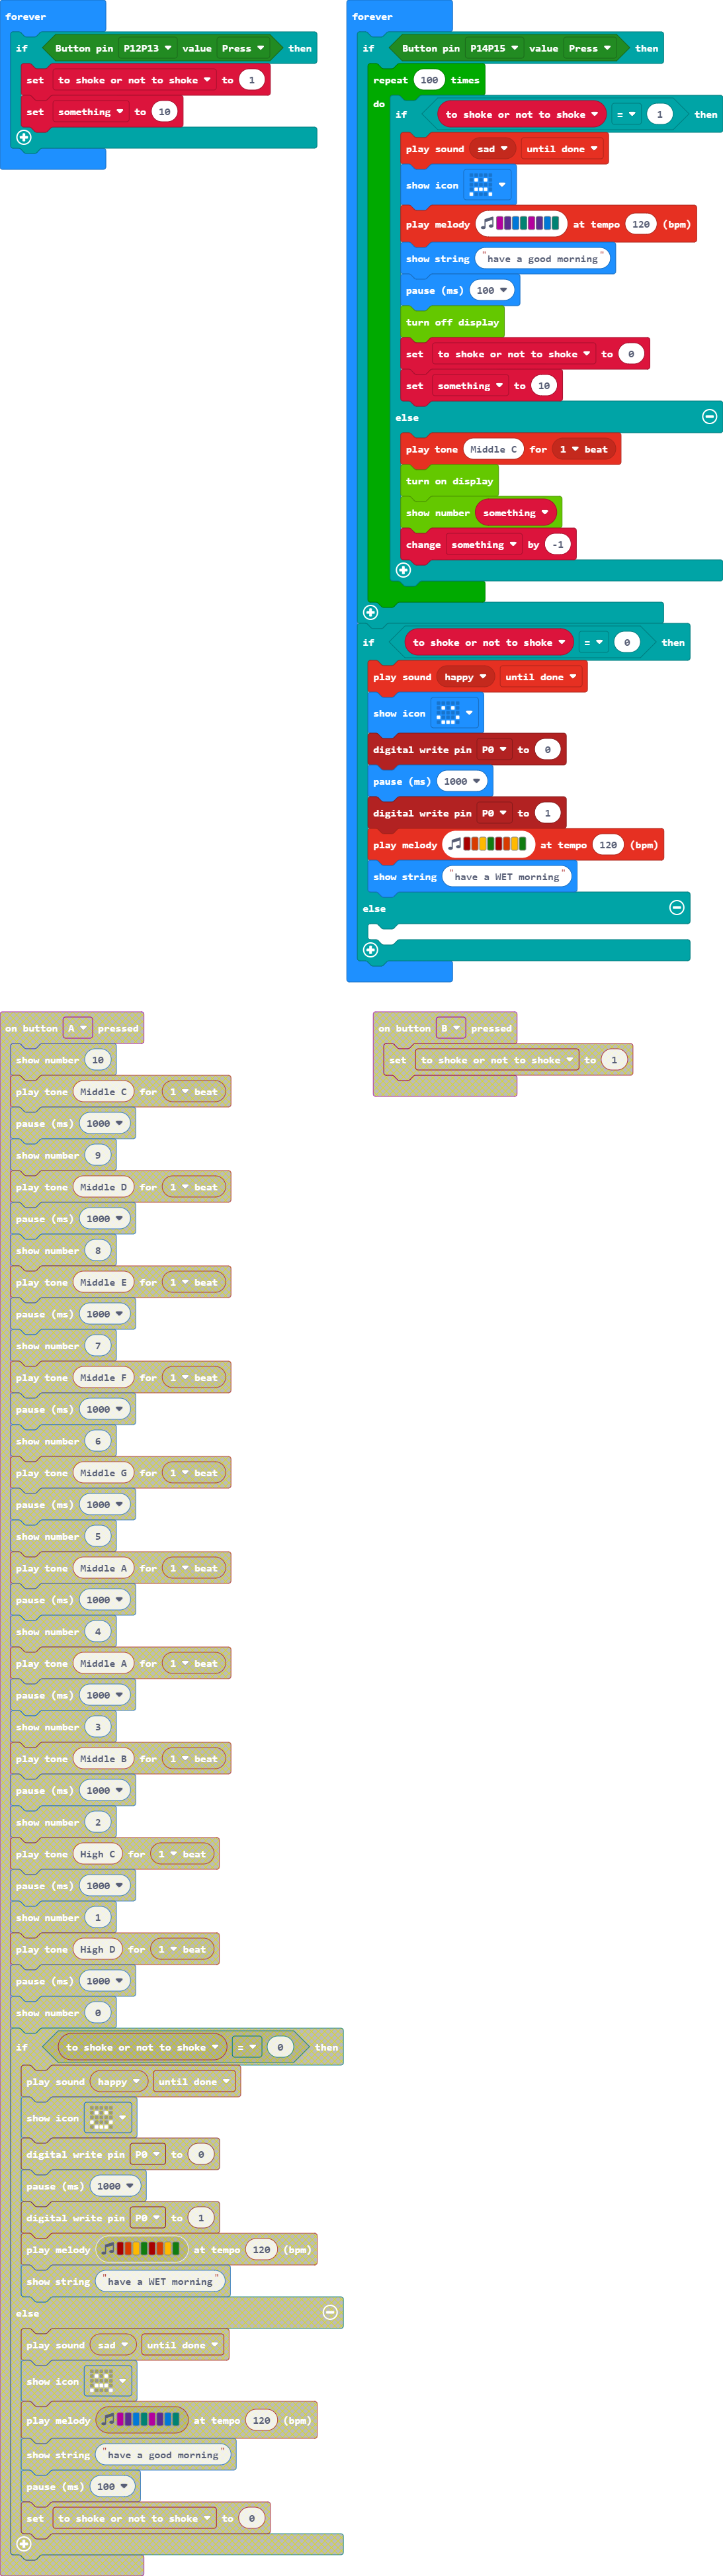 forever
if Button pin P12P13 value Press then
set to shoke or not to shoke to 1
set something to 10
forever
if Button pin P14P15 value Press then
repeat 100 times
do if to shoke or not to shoke = 1 then
play sound sad until done
show icon
play melody at tempo 120 (bpm)
show string "have a good morning"
pause (ms) 100
turn off display
set to shoke or not to shoke to 0
set something to 10
else
play tone Middle C for 1 beat
turn on display
show number something
change something by -1
if to shoke or not to shoke = 0 then
play sound happy until done
show icon
digital write pin P0 to 0
pause (ms) 1000
digital write pin P0 to 1
play melody at tempo 120 (bpm)
show string "have a WET morning"
else
on button A pressed
show number 10
play tone Middle C for 1 beat
pause (ms) 1000
show number 9
play tone Middle D for 1 beat
pause (ms) 1000
show number 8
play tone Middle E for 1 beat
pause (ms) 1000
show number 7
play tone Middle F for 1 beat
pause (ms) 1000
show number 6
play tone Middle G for 1 beat
pause (ms) 1000
show number 5
play tone Middle A for 1 beat
pause (ms) 1000
show number 4
play tone Middle A for 1 beat
pause (ms) 1000
show number 3
play tone Middle B for 1 beat
pause (ms) 1000
show number 2
play tone High C for 1 beat
pause (ms) 1000
show number 1
play tone High D for 1 beat
pause (ms) 1000
show number 0
if to shoke or not to shoke = 0 then
play sound happy until done
show icon
digital write pin P0 to 0
pause (ms) 1000
digital write pin P0 to 1
play melody at tempo 120 (bpm)
show string "have a WET morning"
else
play sound sad until done
show icon
play melody at tempo 120 (bpm)
show string "have a good morning"
pause (ms) 100
set to shoke or not to shoke to 0
on button B pressed
set to shoke or not to shoke to 1